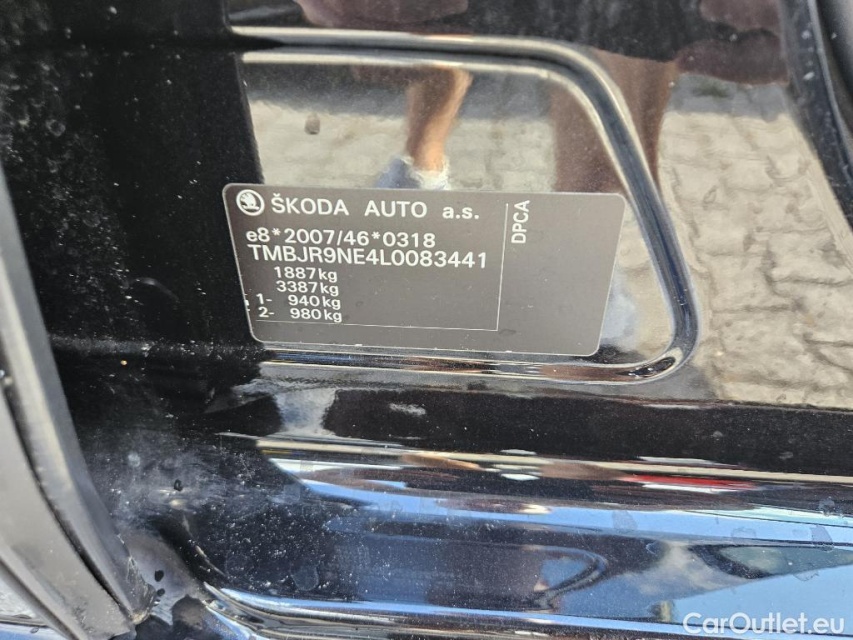 ŠKODA AUTO a.s.
DPCA
e8*2007/46*0318
TMBJR9NE4L0083441
1887kg
3387kg
1- 940kg
2- 980kg
CarOutlet.eu